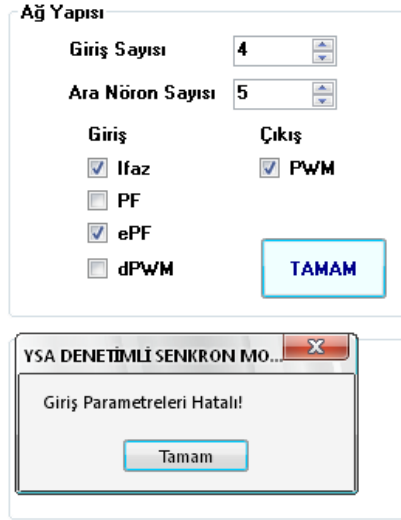 Ağ Yapısı
Giriş Sayısı 4
Ara Nöron Sayısı 5
Giriş Çıkış
Ifaz PWM
PF
ePF
dPWM TAMAM
YSA DENETİMLİ SENKRON MO...
Giriş Parametreleri Hatalı!
Tamam